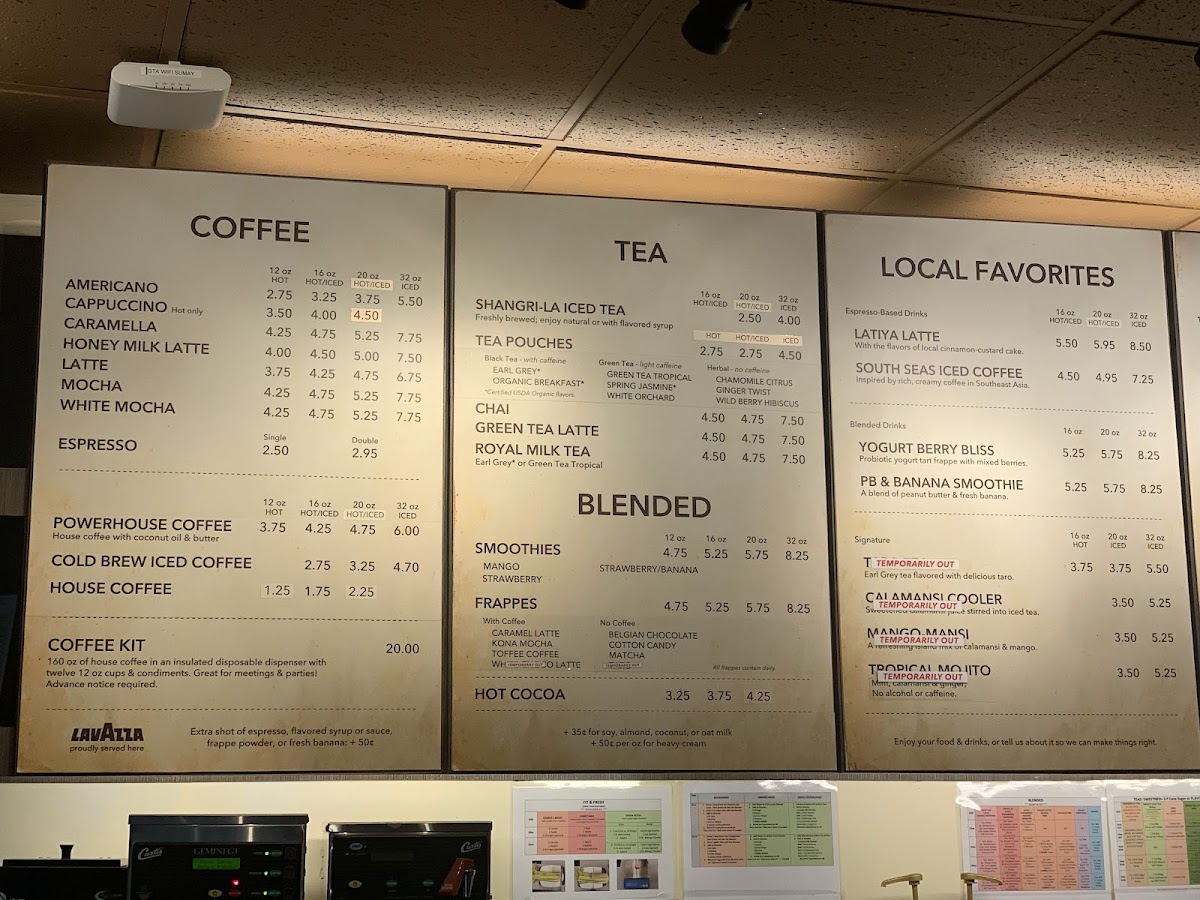 GTA WIFI SUMAY
COFFEE
12 oz HOT 16 oz HOT/ICED 20 oz HOT/ICED 32 oz ICED
AMERICANO 2.75 3.25 3.75 5.50
CAPPUCCINO Hot only 3.50 4.00 4.50
CARAMELLA 4.25 4.75 5.25 7.75
HONEY MILK LATTE 4.00 4.50 5.00 7.50
LATTE 3.75 4.25 4.75 6.75
MOCHA 4.25 4.75 5.25 7.75
WHITE MOCHA 4.25 4.75 5.25 7.75
Single Double
ESPRESSO 2.50 2.95
12 oz HOT 16 oz HOT/ICED 20 oz HOT/ICED 32 oz ICED
POWERHOUSE COFFEE 3.75 4.25 4.75 6.00
House coffee with coconut oil & butter
COLD BREW ICED COFFEE 2.75 3.25 4.70
HOUSE COFFEE 1.25 1.75 2.25
COFFEE KIT 20.00
160 oz of house coffee in an insulated disposable dispenser with
twelve 12 oz cups & condiments. Great for meetings & parties!
Advance notice required.
LAVAZZA
proudly served here
Extra shot of espresso, flavored syrup or sauce,
frappe powder, or fresh banana: + 50¢
TEA
16 oz HOT/ICED 20 oz HOT/ICED 32 oz ICED
SHANGRI-LA ICED TEA 2.50 4.00
Freshly brewed; enjoy natural or with flavored syrup
HOT HOT/ICED ICED
TEA POUCHES 2.75 2.75 4.50
Black Tea - with caffeine
EARL GREY*
ORGANIC BREAKFAST*
*Certified USDA Organic flavors
Green Tea - light caffeine
GREEN TEA TROPICAL
SPRING JASMINE*
WHITE ORCHARD
Herbal - no caffeine
CHAMOMILE CITRUS
GINGER TWIST
WILD BERRY HIBISCUS
CHAI 4.50 4.75 7.50
GREEN TEA LATTE 4.50 4.75 7.50
ROYAL MILK TEA 4.50 4.75 7.50
Earl Grey* or Green Tea Tropical
BLENDED
12 oz 16 oz 20 oz 32 oz
SMOOTHIES 4.75 5.25 5.75 8.25
MANGO STRAWBERRY/BANANA
STRAWBERRY
FRAPPES 4.75 5.25 5.75 8.25
With Coffee
CARAMEL LATTE
KONA MOCHA
TOFFEE COFFEE
WH TEMPORARILY OUT O LATTE
No Coffee
BELGIAN CHOCOLATE
COTTON CANDY
MATCHA
TEMPORARILY OUT
All frappes contain dairy.
HOT COCOA 3.25 3.75 4.25
+ 35¢ for soy, almond, coconut, or oat milk
+ 50¢ per oz for heavy cream
LOCAL FAVORITES
Espresso-Based Drinks 16 oz HOT/ICED 20 oz HOT/ICED 32 oz ICED
LATIYA LATTE 5.50 5.95 8.50
With the flavors of local cinnamon-custard cake.
SOUTH SEAS ICED COFFEE 4.50 4.95 7.25
Inspired by rich, creamy coffee in Southeast Asia.
Blended Drinks 16 oz 20 oz 32 oz
YOGURT BERRY BLISS 5.25 5.75 8.25
Probiotic yogurt tart frappe with mixed berries.
PB & BANANA SMOOTHIE 5.25 5.75 8.25
A blend of peanut butter & fresh banana.
Signature 16 oz HOT 20 oz ICED 32 oz ICED
T TEMPORARILY OUT 3.75 3.75 5.50
Earl Grey tea flavored with delicious taro.
CALAMANSI COOLER 3.50 5.25
TEMPORARILY OUT
Sweetened calamansi juice stirred into iced tea.
MANGO-MANSI 3.50 5.25
TEMPORARILY OUT
A refreshing island mix of calamansi & mango.
TROPICAL MOJITO 3.50 5.25
TEMPORARILY OUT
Mint, calamansi & ginger,
No alcohol or caffeine.
Enjoy your food & drinks, or tell us about it so we can make things right.
Curtis
GEMINI GT
Curtis
FIT & FRESH
BLENDED